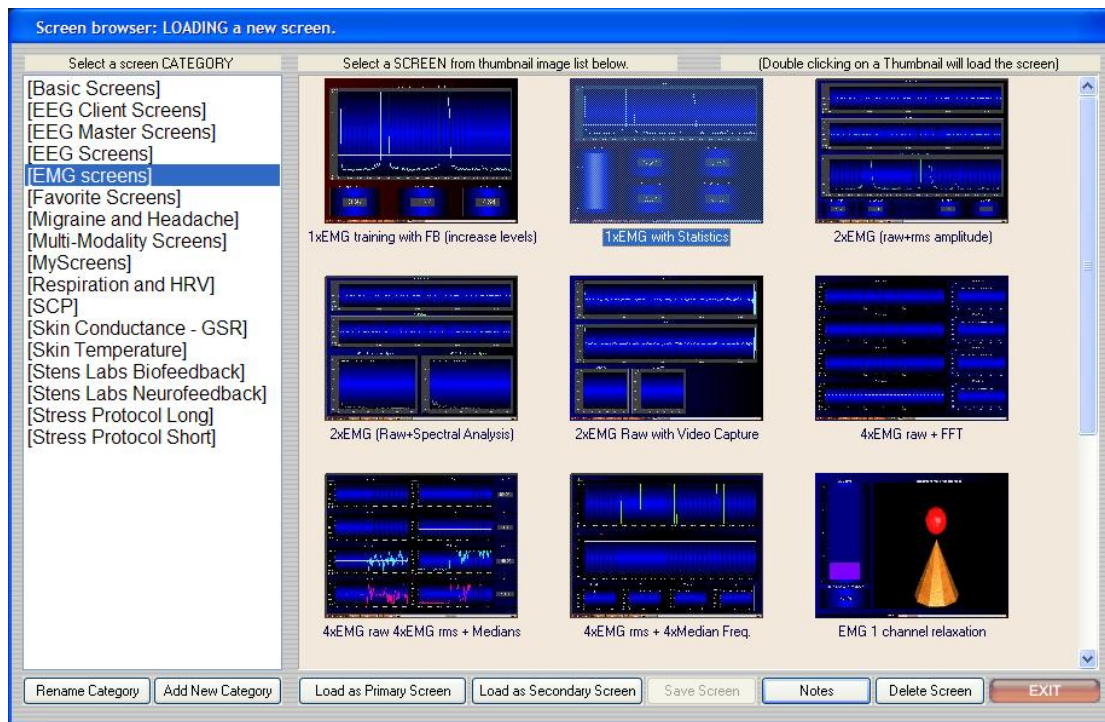 Screen browser: LOADING a new screen.
Select a screen CATEGORY
Select a SCREEN from thumbnail image list below.
(Double clicking on a Thumbnail will load the screen)
[Basic Screens]
[EEG Client Screens]
[EEG Master Screens]
[EEG Screens]
[EMG screens]
[Favorite Screens]
[Migraine and Headache]
[Multi-Modality Screens]
[MyScreens]
[Respiration and HRV]
[SCP]
[Skin Conductance - GSR]
[Skin Temperature]
[Stens Labs Biofeedback]
[Stens Labs Neurofeedback]
[Stress Protocol Long]
[Stress Protocol Short]
1xEMG training with FB (increase levels)
1xEMG with Statistics
2xEMG (raw+rms amplitude)
2xEMG (Raw+Spectral Analysis)
2xEMG Raw with Video Capture
4xEMG raw + FFT
4xEMG raw 4xEMG rms + Medians
4xEMG rms + 4xMedian Freq.
EMG 1 channel relaxation
Rename Category
Add New Category
Load as Primary Screen
Load as Secondary Screen
Save Screen
Notes
Delete Screen
EXIT